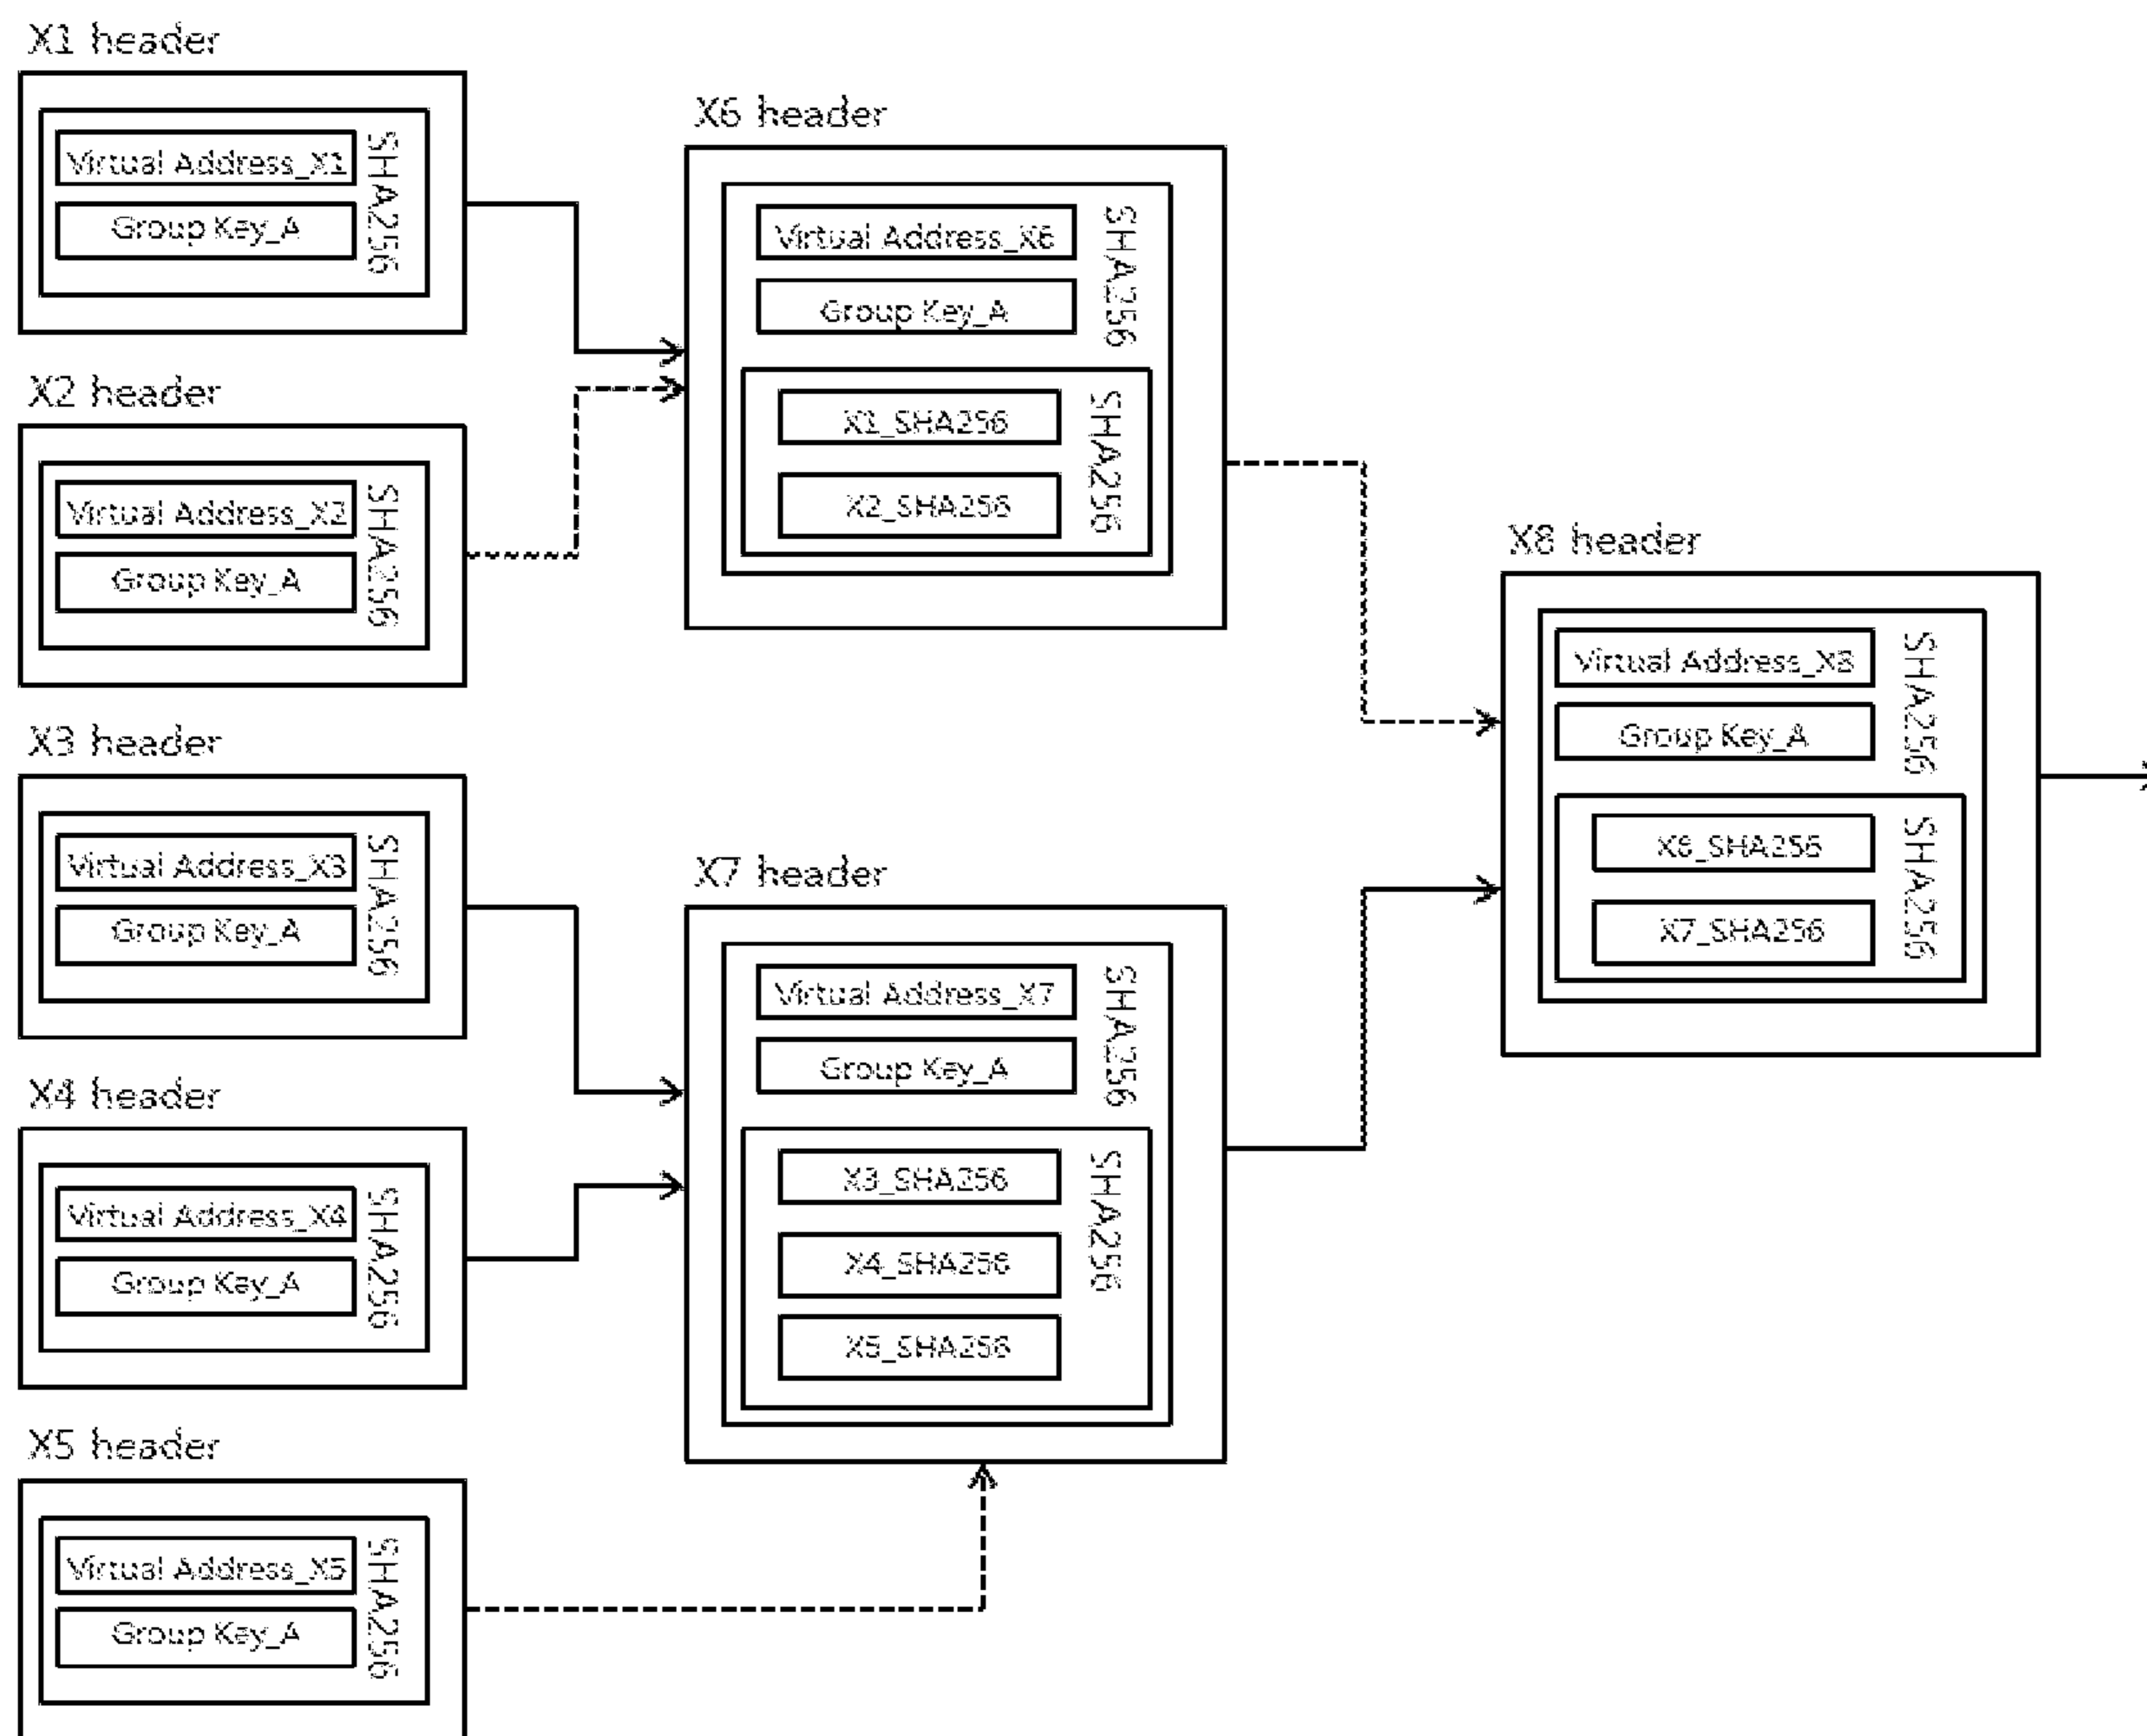 X1 header
Virtual Address_X1
Group Key_A
SHA256
X2 header
Virtual Address_X2
Group Key_A
SHA256
X3 header
Virtual Address_X3
Group Key_A
SHA256
X4 header
Virtual Address_X4
Group Key_A
SHA256
X5 header
Virtual Address_X5
Group Key_A
SHA256
X6 header
Virtual Address_X6
Group Key_A
SHA256
X1_SHA256
X2_SHA256
SHA256
X7 header
Virtual Address_X7
Group Key_A
SHA256
X3_SHA256
X4_SHA256
X5_SHA256
SHA256
X8 header
Virtual Address_X8
Group Key_A
SHA256
X6_SHA256
X7_SHA256
SHA256